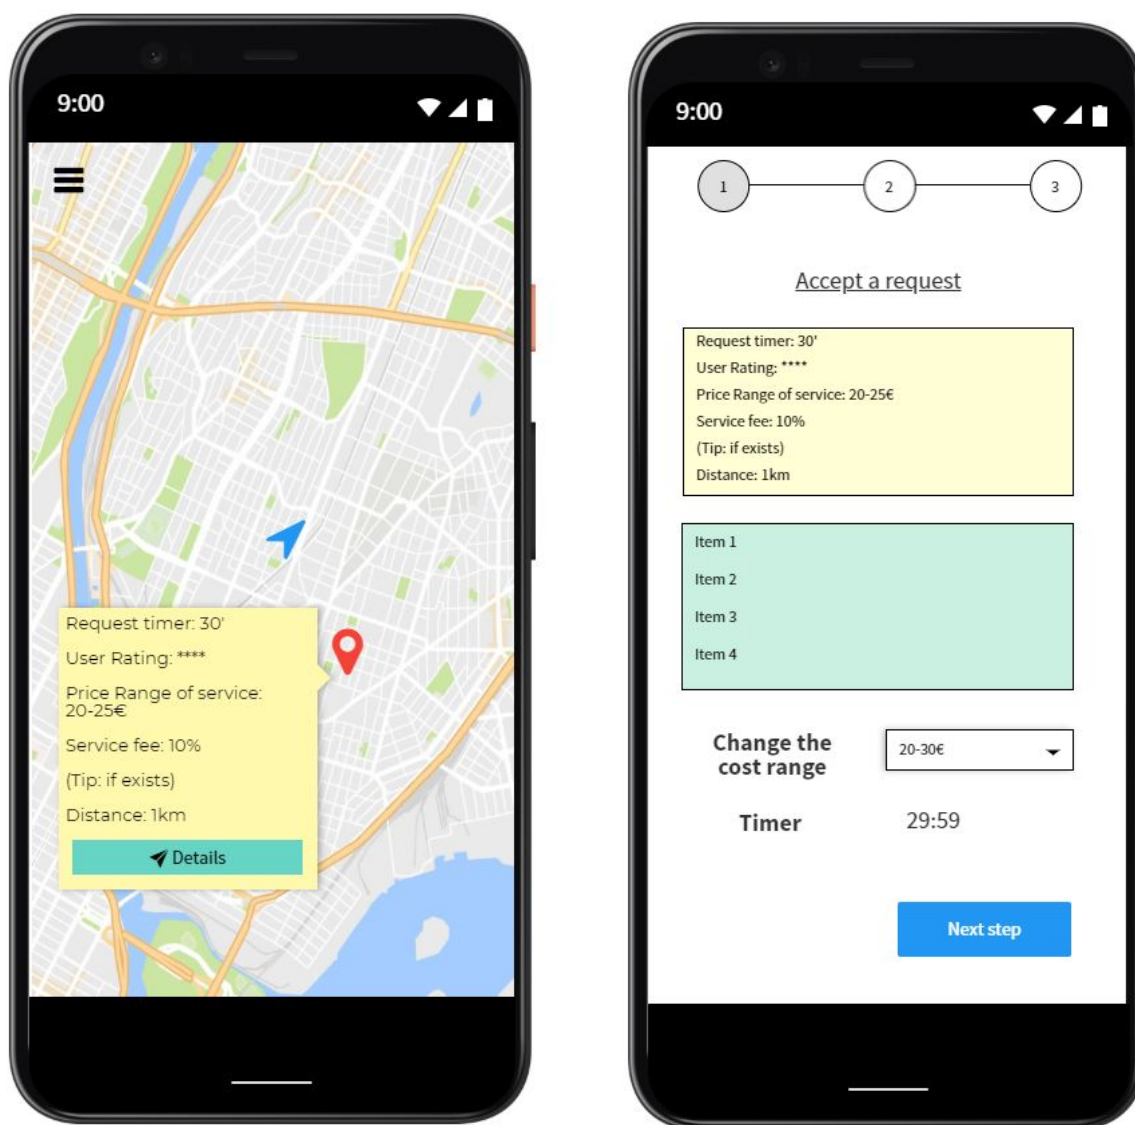 9:00
Request timer: 30'
User Rating: ****
Price Range of service:
20-25€
Service fee: 10%
(Tip: if exists)
Distance: 1km
Details
9:00
1
2
3
Accept a request
Request timer: 30'
User Rating: ****
Price Range of service: 20-25€
Service fee: 10%
(Tip: if exists)
Distance: 1km
Item 1
Item 2
Item 3
Item 4
Change the
cost range
20-30€
Timer
29:59
Next step